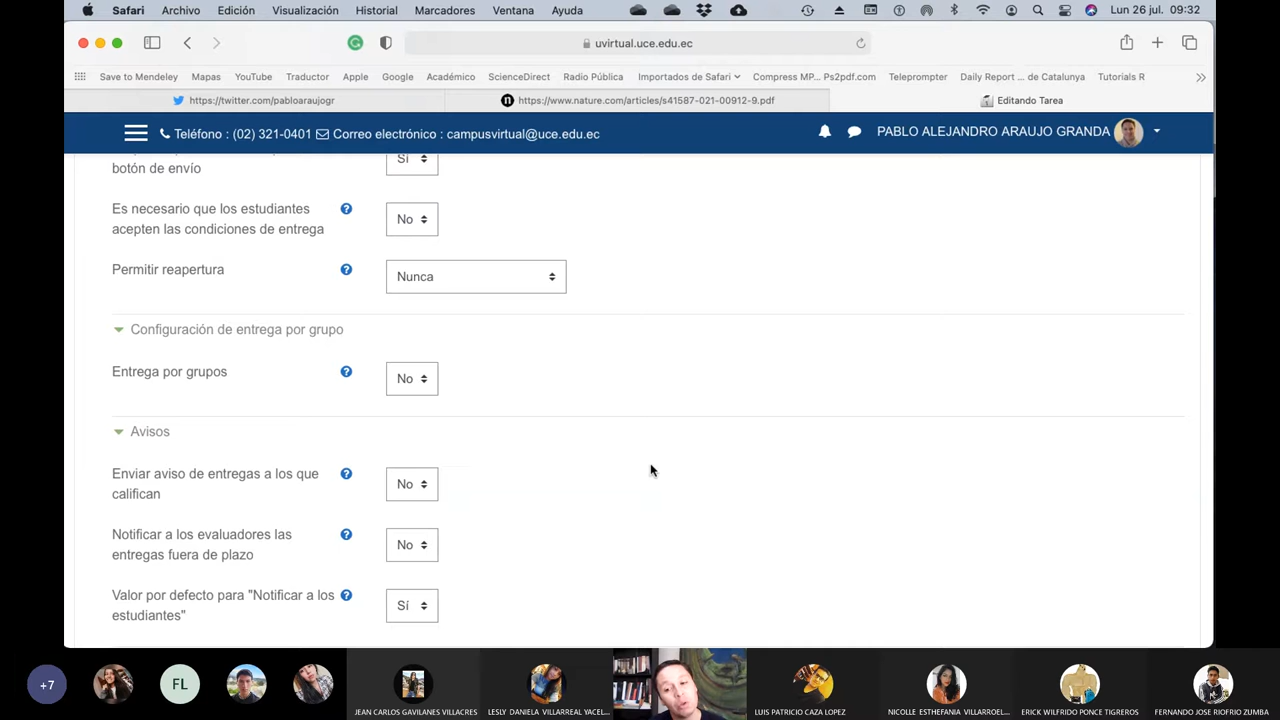 Safari Archivo Edición Visualización Historial Marcadores Ventana Ayuda Lun 26 jul. 09:32
uvirtual.uce.edu.ec
Save to Mendeley Mapas YouTube Traductor Apple Google Académico ScienceDirect Radio Pública Importados de Safari Compress MP... Ps2pdf.com Teleprompter Daily Report ... de Catalunya Tutorials R
https://twitter.com/pabloaraujogr https://www.nature.com/articles/s41587-021-00912-9.pdf Editando Tarea
Teléfono : (02) 321-0401 Correo electrónico : campusvirtual@uce.edu.ec PABLO ALEJANDRO ARAUJO GRANDA
botón de envío Sí
Es necesario que los estudiantes
acepten las condiciones de entrega No
Permitir reapertura Nunca
Configuración de entrega por grupo
Entrega por grupos No
Avisos
Enviar aviso de entregas a los que
califican No
Notificar a los evaluadores las
entregas fuera de plazo No
Valor por defecto para "Notificar a los
estudiantes" Sí
+7 FL
JEAN CARLOS GAVILANES VILLACRES LESLY DANIELA VILLARREAL YACEL... LUIS PATRICIO CAZA LOPEZ NICOLLE ESTHEFANIA VILLARROEL... ERICK WILFRIDO PONCE TIGREROS FERNANDO JOSE RIOFRIO ZUMBA